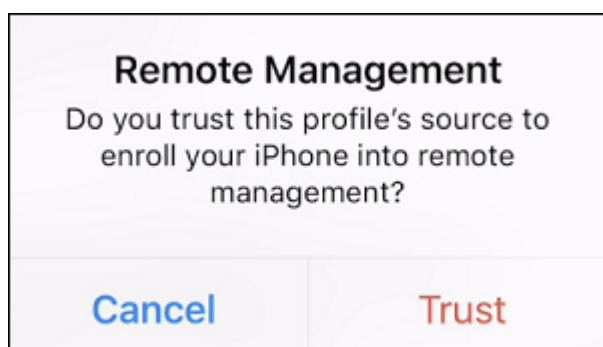 Remote Management
Do you trust this profile's source to
enroll your iPhone into remote
management?
Cancel
Trust